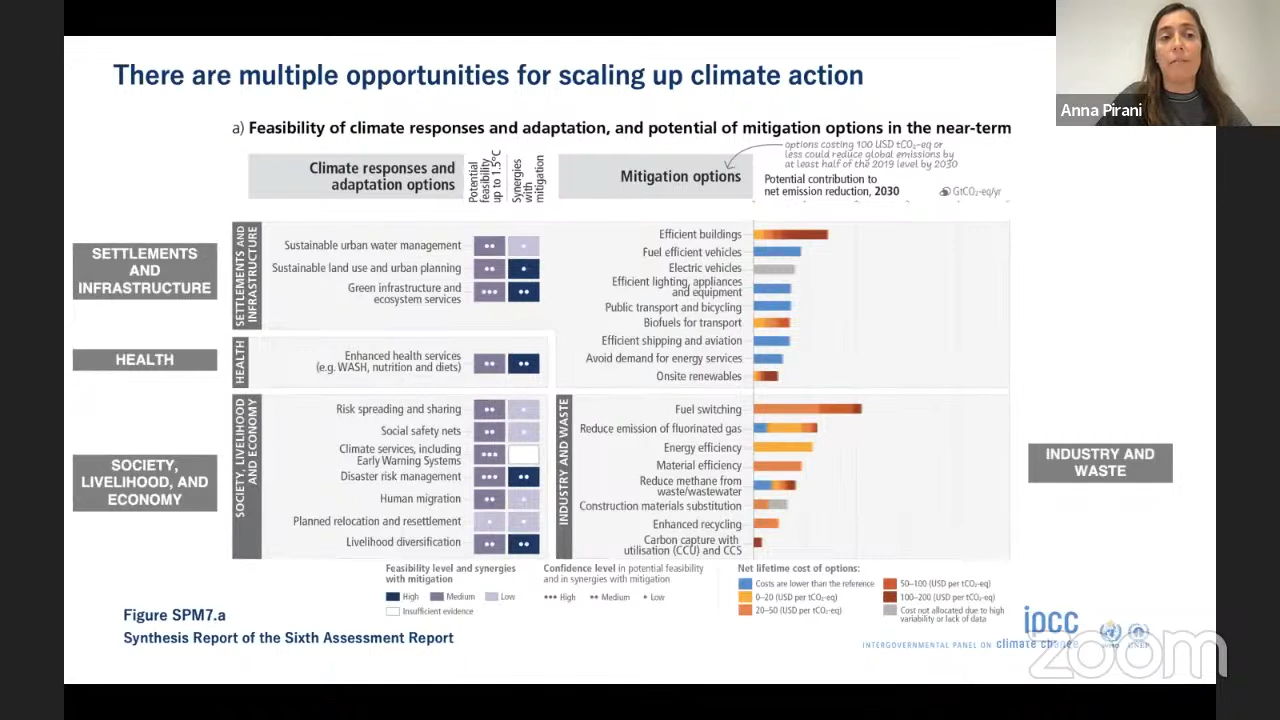 There are multiple opportunities for scaling up climate action
Anna Pirani
a) Feasibility of climate responses and adaptation, and potential of mitigation options in the near-term
options costing 100 USD tCO₂-eq or
less could reduce global emissions by
at least half of the 2019 level by 2030
Climate responses and
adaptation options
Potential
feasibility
up to 1.5°C
Synergies
with
mitigation
Mitigation options
Potential contribution to
net emission reduction, 2030
GtCO₂-eq/yr
SETTLEMENTS
AND
INFRASTRUCTURE
SETTLEMENTS AND
INFRASTRUCTURE
Sustainable urban water management
Sustainable land use and urban planning
Green infrastructure and
ecosystem services
Efficient buildings
Fuel efficient vehicles
Electric vehicles
Efficient lighting, appliances
and equipment
Public transport and bicycling
Biofuels for transport
Efficient shipping and aviation
Avoid demand for energy services
Onsite renewables
HEALTH
HEALTH
Enhanced health services
(e.g. WASH, nutrition and diets)
SOCIETY,
LIVELIHOOD, AND
ECONOMY
SOCIETY, LIVELIHOOD
AND ECONOMY
Risk spreading and sharing
Social safety nets
Climate services, including
Early Warning Systems
Disaster risk management
Human migration
Planned relocation and resettlement
Livelihood diversification
INDUSTRY AND WASTE
Fuel switching
Reduce emission of fluorinated gas
Energy efficiency
Material efficiency
Reduce methane from
waste/wastewater
Construction materials substitution
Enhanced recycling
Carbon capture with
utilisation (CCU) and CCS
INDUSTRY AND
WASTE
Feasibility level and synergies
with mitigation
High
Medium
Low
Insufficient evidence
Confidence level in potential feasibility
and in synergies with mitigation
••• High
•• Medium
• Low
Net lifetime cost of options:
Costs are lower than the reference
0–20 (USD per tCO₂-eq)
20–50 (USD per tCO₂-eq)
50–100 (USD per tCO₂-eq)
100–200 (USD per tCO₂-eq)
Cost not allocated due to high
variability or lack of data
Figure SPM7.a
Synthesis Report of the Sixth Assessment Report
ipcc
INTERGOVERNMENTAL PANEL ON climate change
WMO
UNEP
zoom